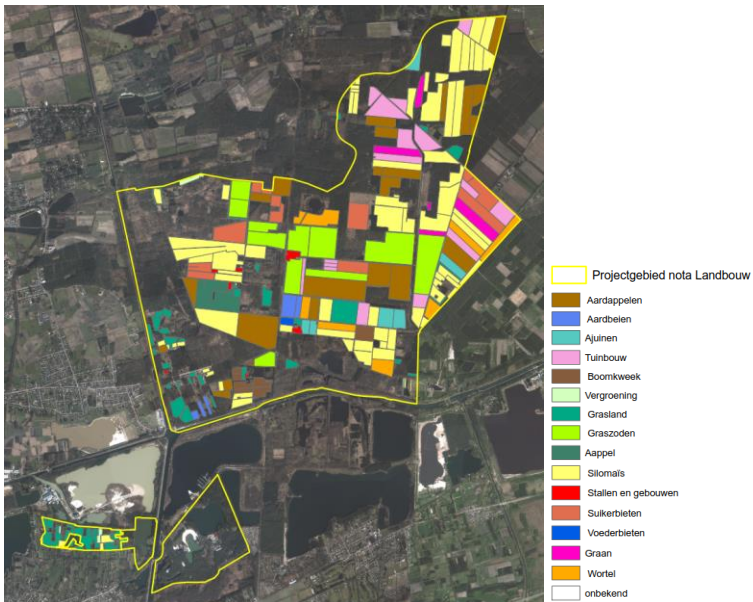 Projectgebied nota Landbouw
Aardappelen
Aardbeien
Ajuinen
Tuinbouw
Boomkweek
Vergroening
Grasland
Graszoden
Aappel
Silomaïs
Stallen en gebouwen
Suikerbieten
Voederbieten
Graan
Wortel
onbekend